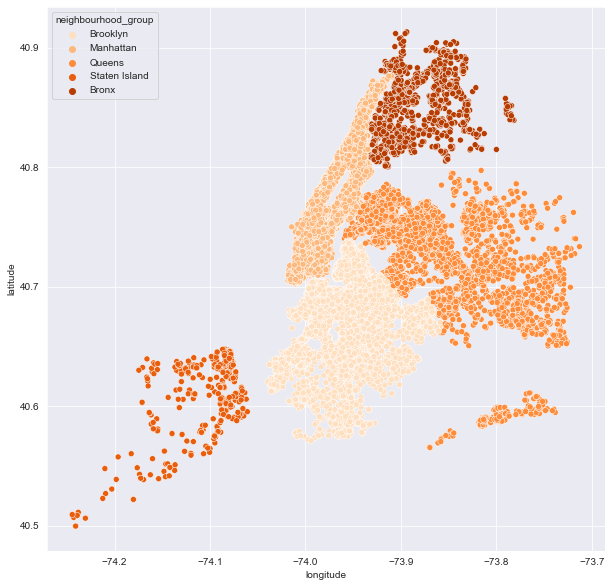 neighbourhood_group
Brooklyn
Manhattan
Queens
Staten Island
Bronx
40.9
40.8
40.7
40.6
40.5
latitude
−74.2
−74.1
−74.0
−73.9
−73.8
−73.7
longitude